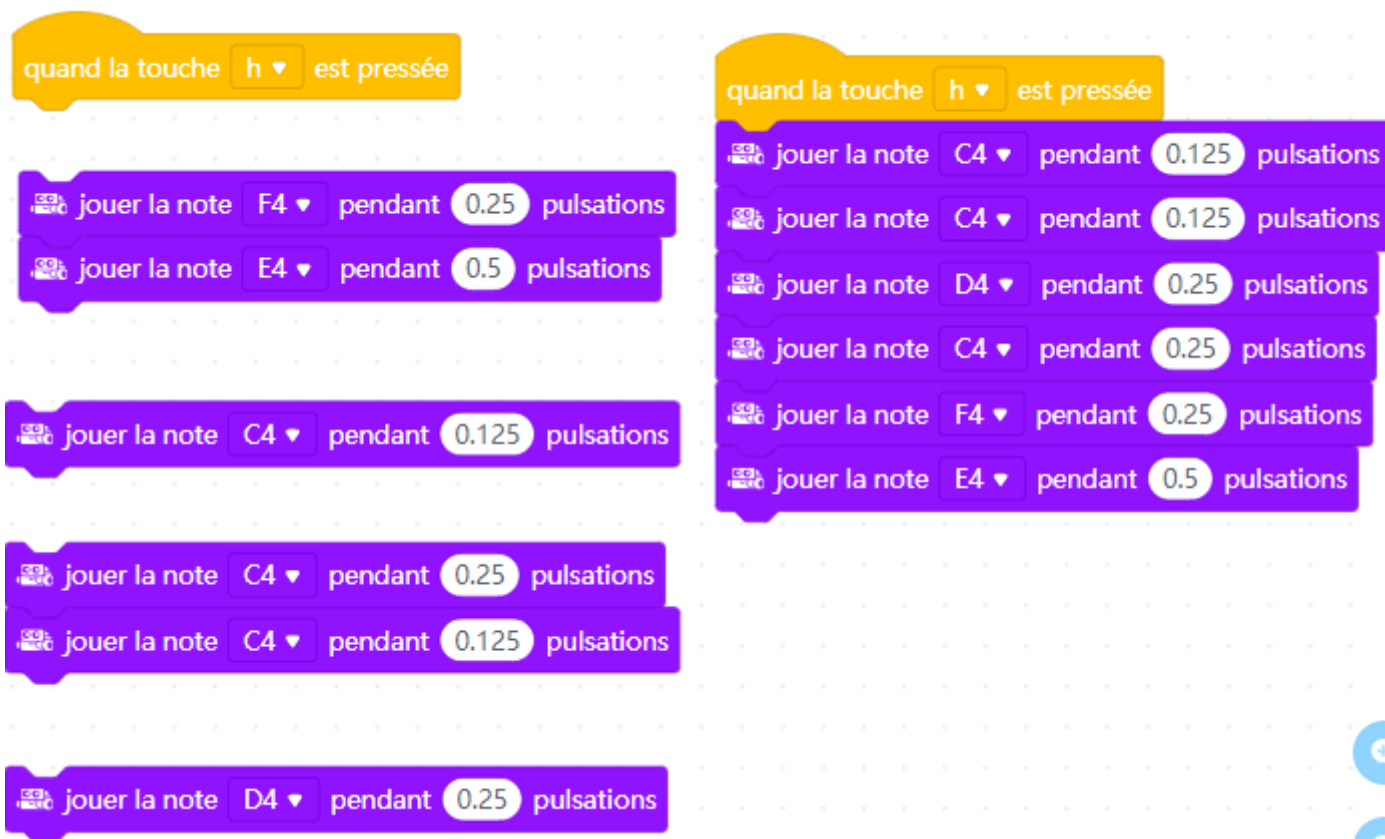 quand la touche h est pressée
jouer la note F4 pendant 0.25 pulsations
jouer la note E4 pendant 0.5 pulsations
jouer la note C4 pendant 0.125 pulsations
jouer la note C4 pendant 0.25 pulsations
jouer la note C4 pendant 0.125 pulsations
jouer la note D4 pendant 0.25 pulsations
quand la touche h est pressée
jouer la note C4 pendant 0.125 pulsations
jouer la note C4 pendant 0.125 pulsations
jouer la note D4 pendant 0.25 pulsations
jouer la note C4 pendant 0.25 pulsations
jouer la note F4 pendant 0.25 pulsations
jouer la note E4 pendant 0.5 pulsations